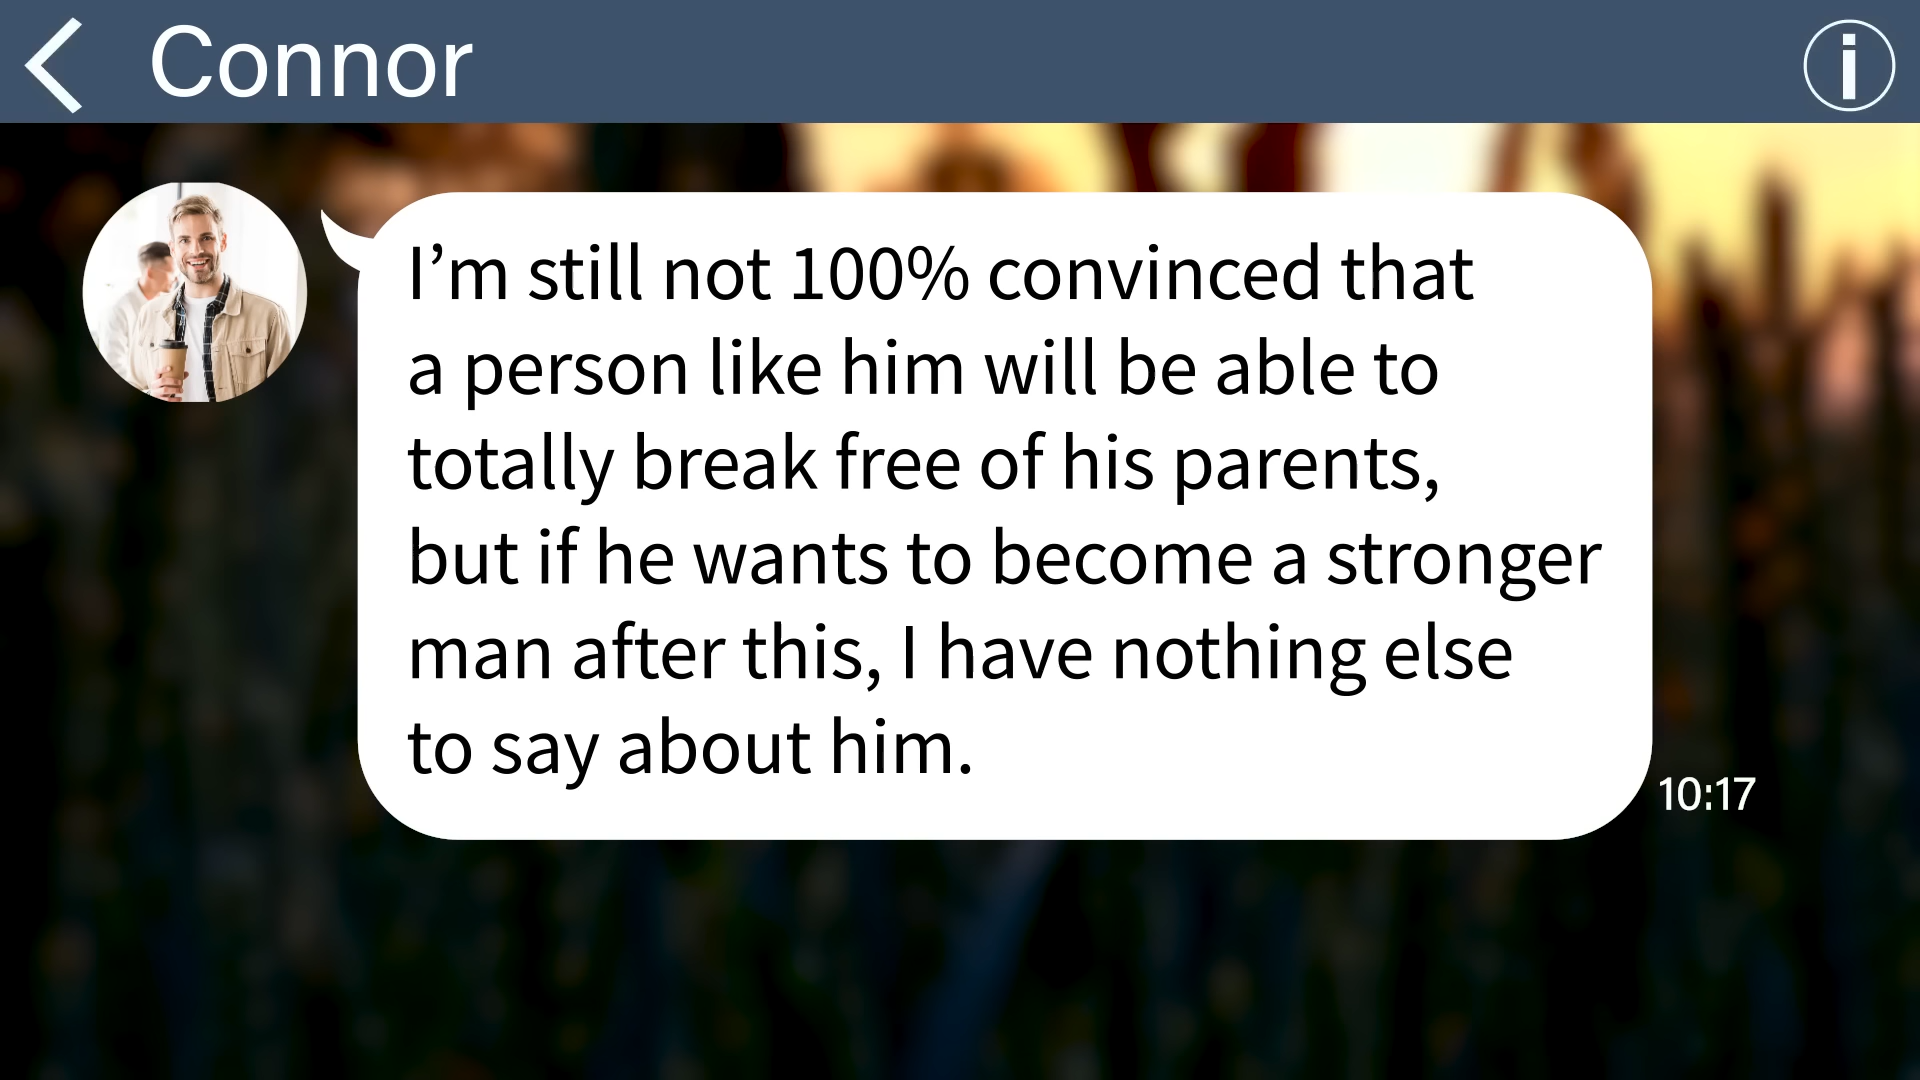 Connor
I’m still not 100% convinced that
a person like him will be able to
totally break free of his parents,
but if he wants to become a stronger
man after this, I have nothing else
to say about him.
10:17